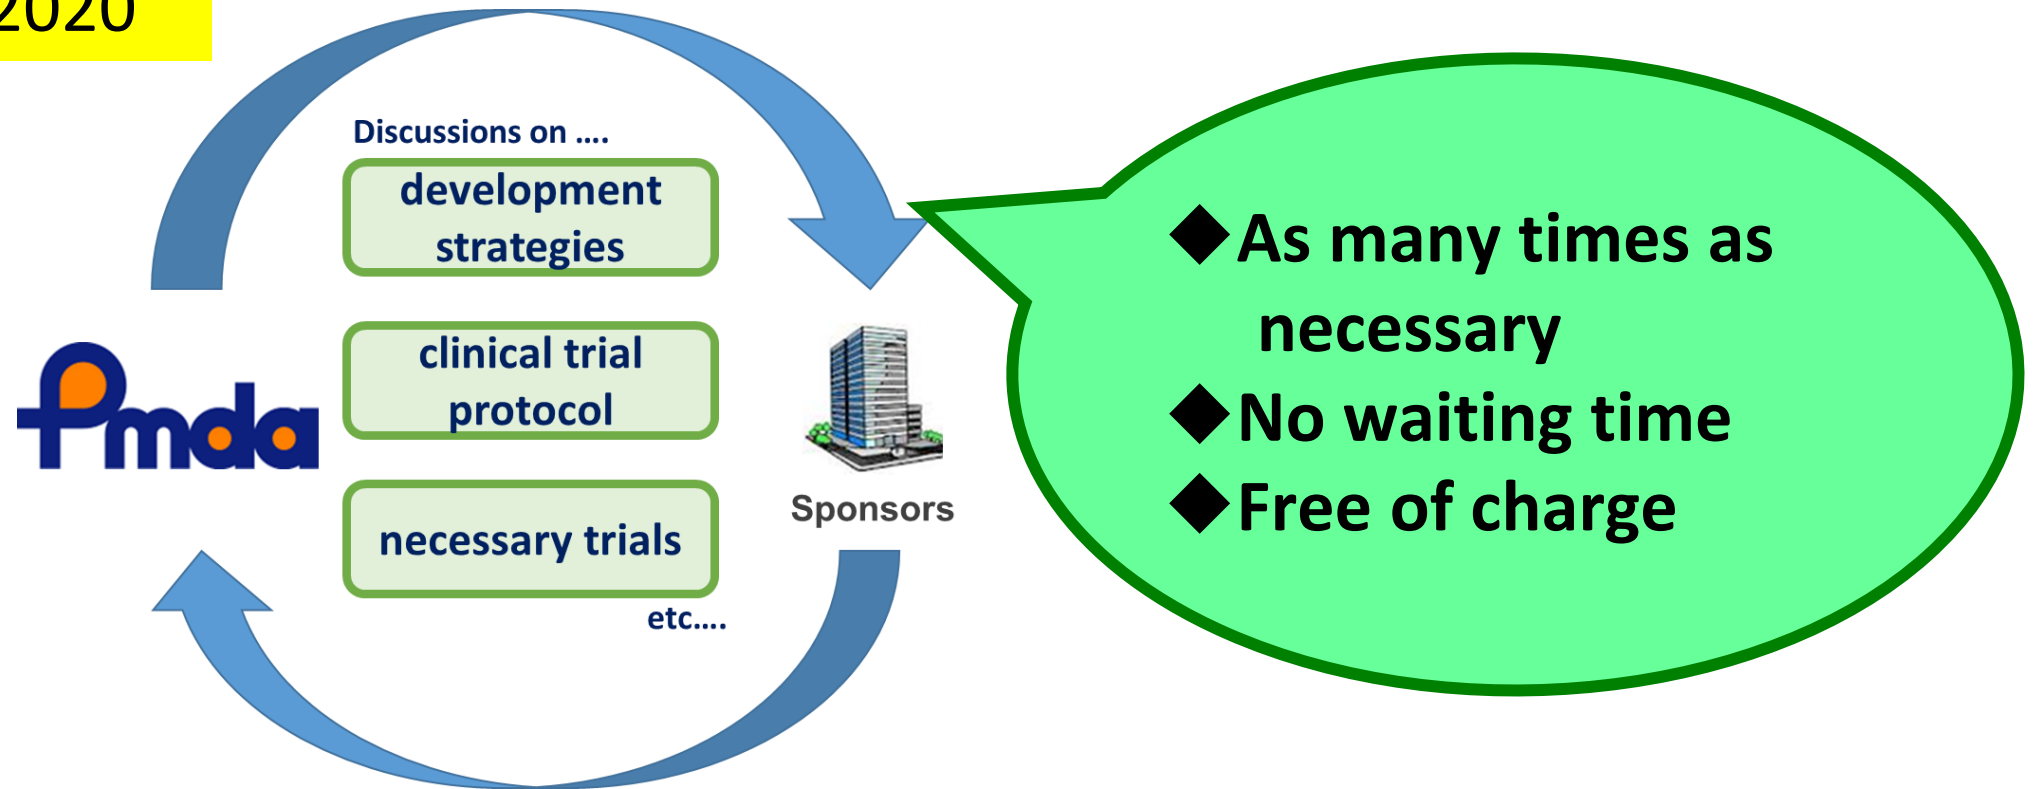 2020
Discussions on ....
development
strategies
clinical trial
protocol
necessary trials
etc....
Pmda
Sponsors
◆As many times as
necessary
◆No waiting time
◆Free of charge